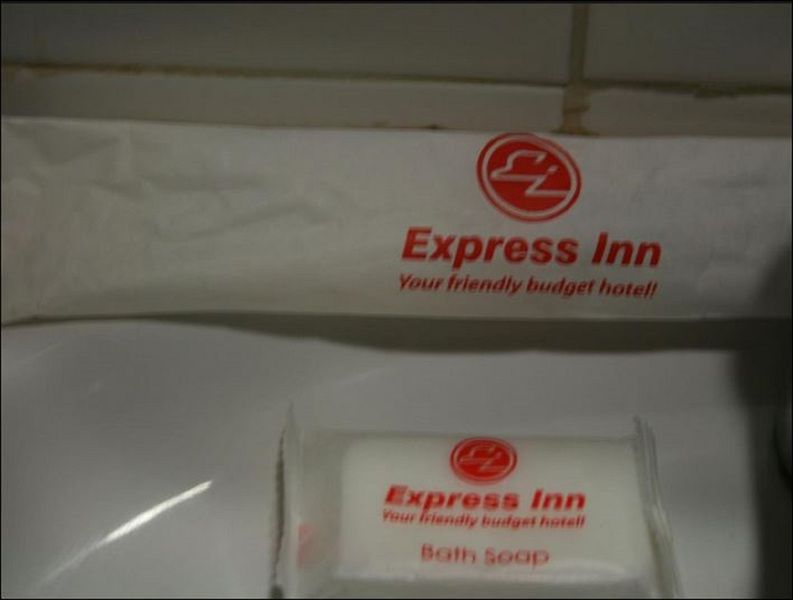 Express Inn
Your friendly budget hotel!
Express Inn
Your friendly budget hotel!
Bath Soap